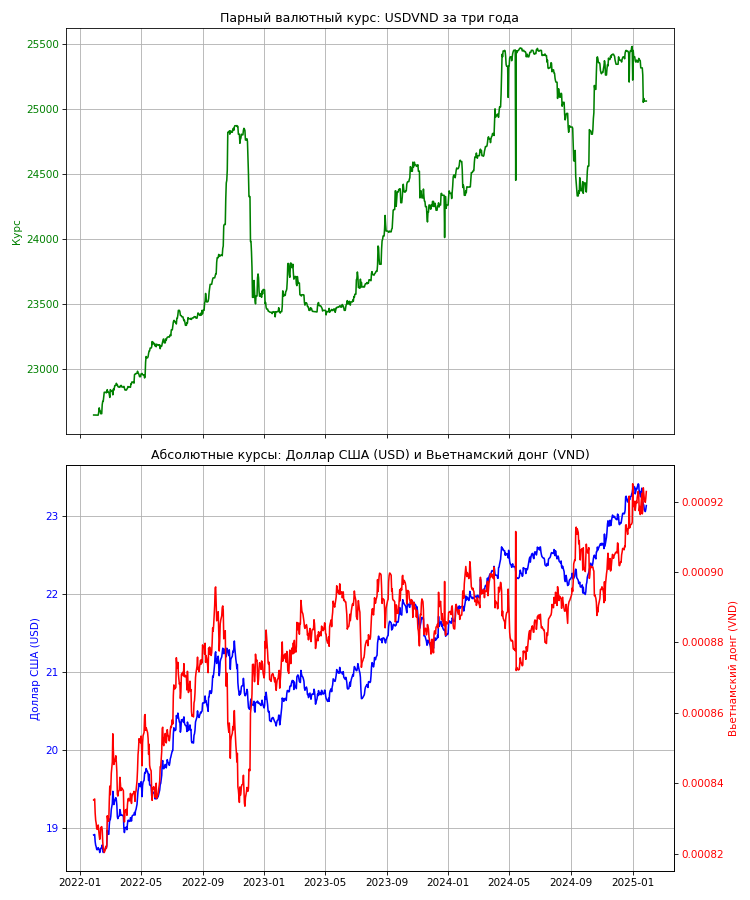 Парный валютный курс: USDVND за три года
Курс
25500
25000
24500
24000
23500
23000
Абсолютные курсы: Доллар США (USD) и Вьетнамский донг (VND)
Доллар США (USD)
23
22
21
20
19
Вьетнамский донг (VND)
0.00092
0.00090
0.00088
0.00086
0.00084
0.00082
2022-01 2022-05 2022-09 2023-01 2023-05 2023-09 2024-01 2024-05 2024-09 2025-01